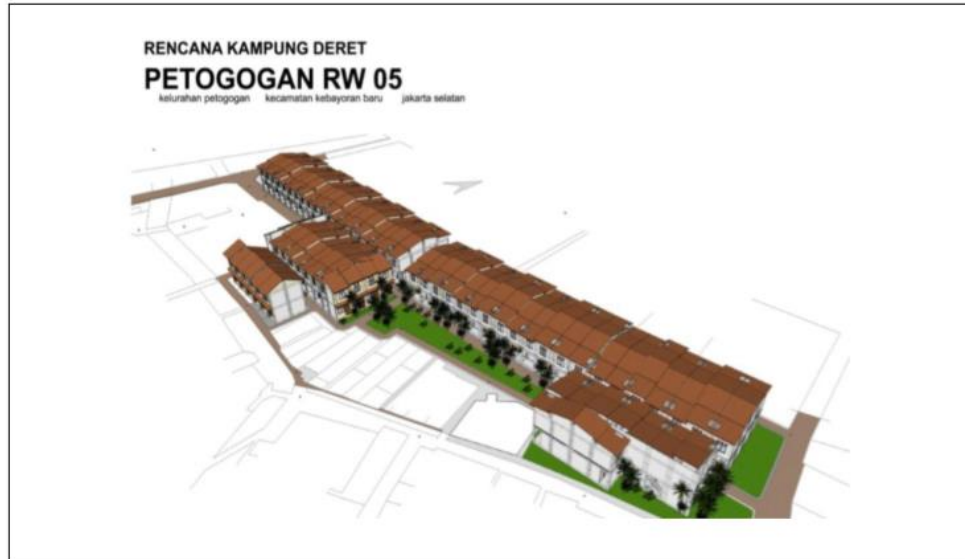 RENCANA KAMPUNG DERET
PETOGOGAN RW 05
kelurahan petogogan kecamatan kebayoran baru jakarta selatan